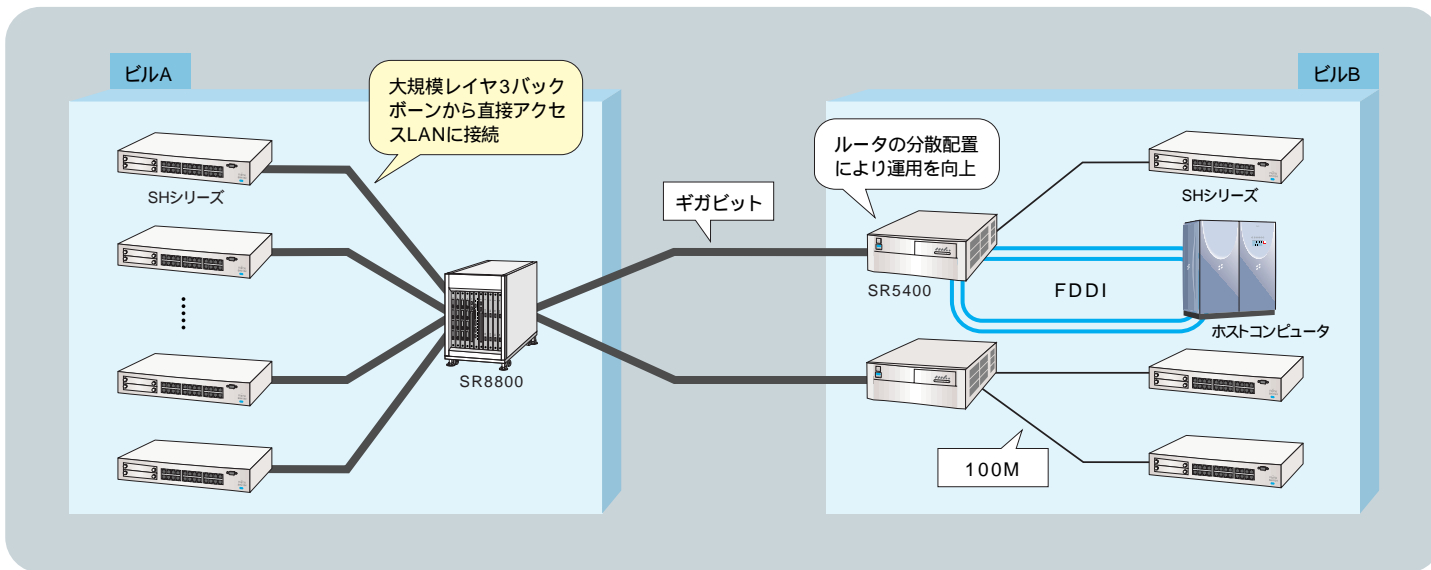 ビルA
大規模レイヤ3バック
ボーンから直接アクセ
スLANに接続
SHシリーズ
SR8800
ギガビット
ビルB
ルータの分散配置
により運用を向上
SHシリーズ
SR5400
FDDI
ホストコンピュータ
100M